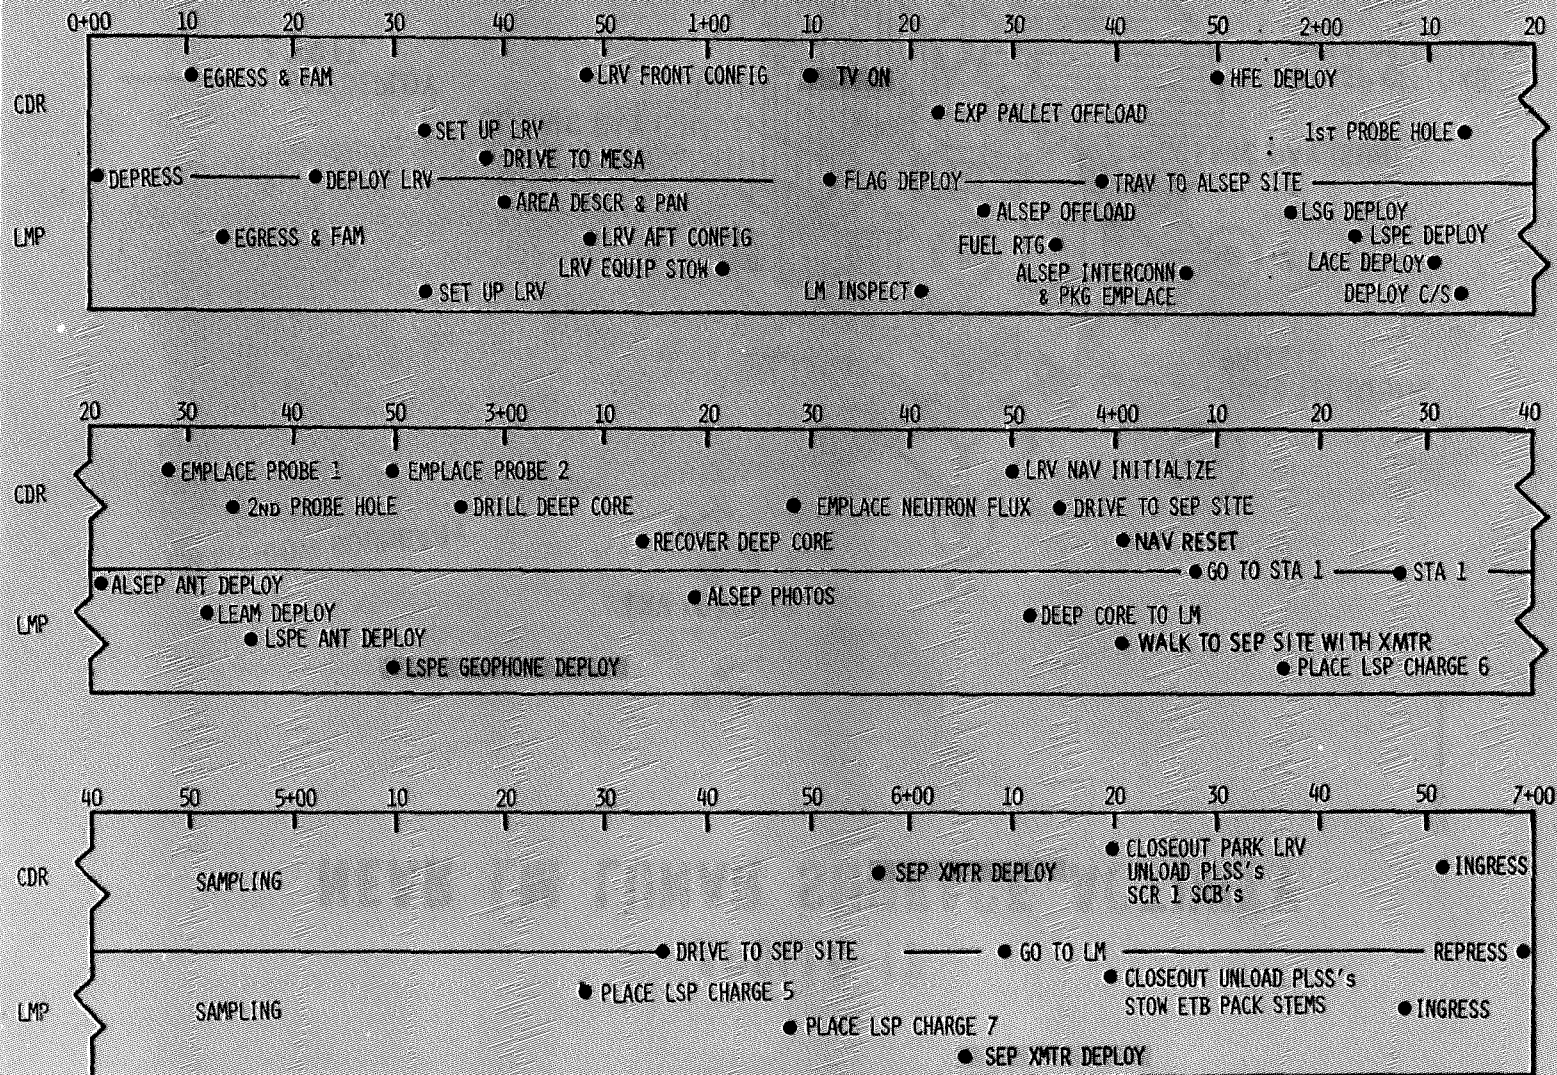 0+00 10 20 30 40 50 1+00 10 20 30 40 50 2+00 10 20
EGRESS & FAM LRV FRONT CONFIG TV ON HFE DEPLOY
CDR
EXP PALLET OFFLOAD
SET UP LRV 1ST PROBE HOLE
DRIVE TO MESA
DEPRESS DEPLOY LRV FLAG DEPLOY TRAV TO ALSEP SITE
AREA DESCR & PAN ALSEP OFFLOAD LSG DEPLOY
LMP EGRESS & FAM LRV AFT CONFIG FUEL RTG LSPE DEPLOY
LRV EQUIP STOW ALSEP INTERCONN LACE DEPLOY
SET UP LRV LM INSPECT & PKG EMPLACE DEPLOY C/S
20 30 40 50 3+00 10 20 30 40 50 4+00 10 20 30 40
EMPLACE PROBE 1 EMPLACE PROBE 2 LRV NAV INITIALIZE
CDR
2ND PROBE HOLE DRILL DEEP CORE EMPLACE NEUTRON FLUX DRIVE TO SEP SITE
RECOVER DEEP CORE NAV RESET
GO TO STA 1 STA 1
ALSEP ANT DEPLOY ALSEP PHOTOS
LMP LEAM DEPLOY DEEP CORE TO LM
LSPE ANT DEPLOY WALK TO SEP SITE WITH XMTR
LSPE GEOPHONE DEPLOY PLACE LSP CHARGE 6
40 50 5+00 10 20 30 40 50 6+00 10 20 30 40 50 7+00
CLOSEOUT PARK LRV
CDR SAMPLING SEP XMTR DEPLOY UNLOAD PLSS's INGRESS
SCR 1 SCB's
DRIVE TO SEP SITE GO TO LM REPRESS
PLACE LSP CHARGE 5 CLOSEOUT UNLOAD PLSS's
LMP SAMPLING STOW ETB PACK STEMS INGRESS
PLACE LSP CHARGE 7
SEP XMTR DEPLOY